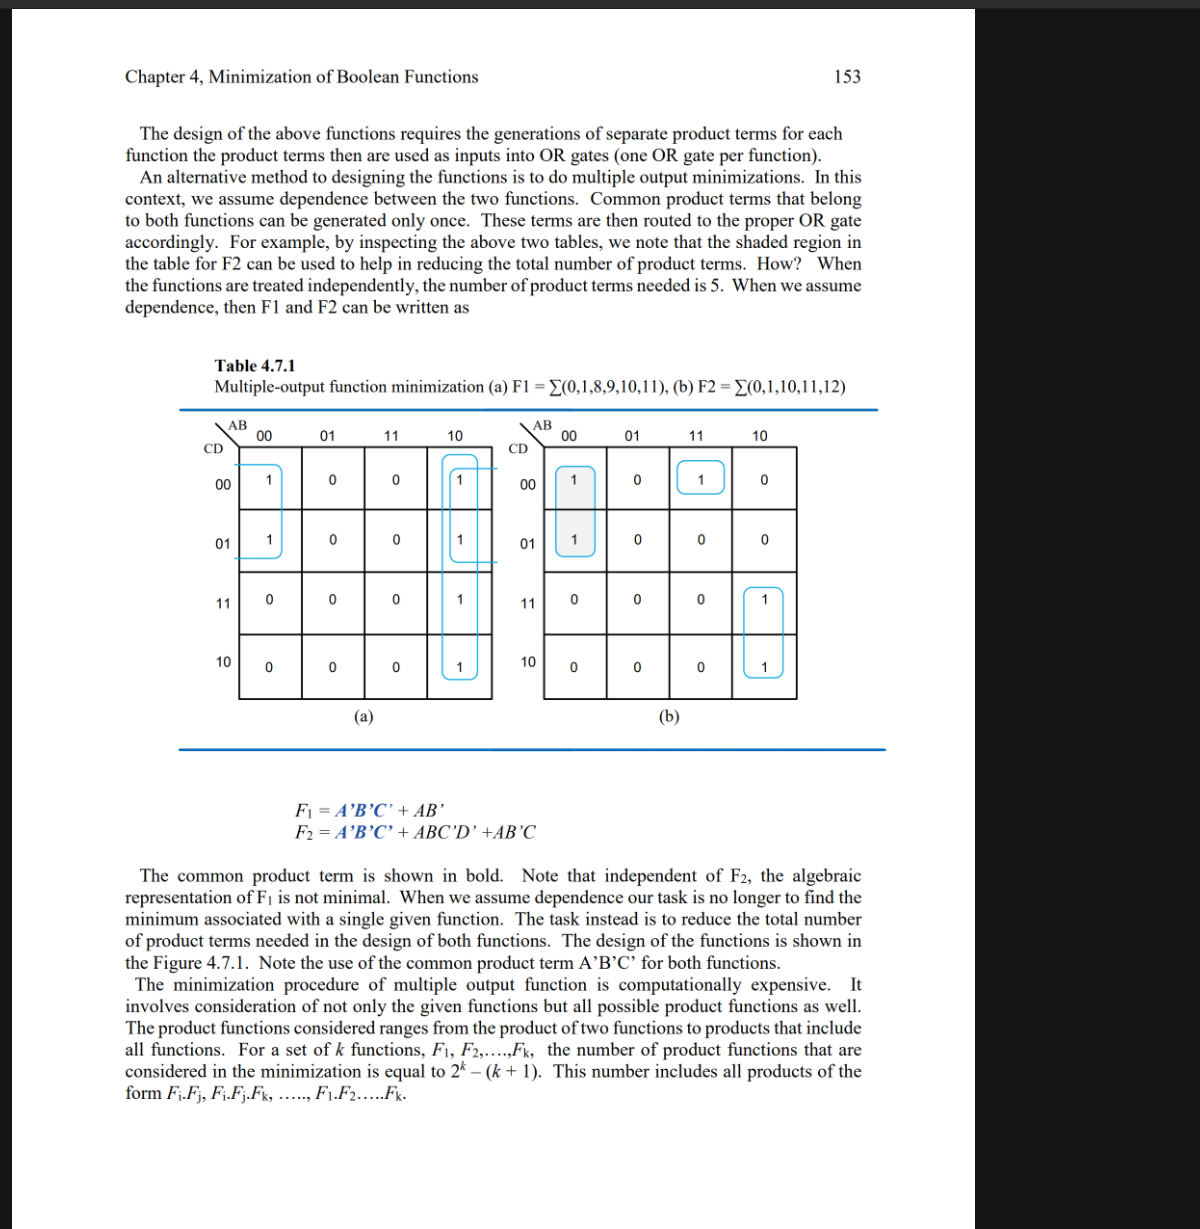 Chapter 4, Minimization of Boolean Functions 153
The design of the above functions requires the generations of separate product terms for each
function the product terms then are used as inputs into OR gates (one OR gate per function).
An alternative method to designing the functions is to do multiple output minimizations. In this
context, we assume dependence between the two functions. Common product terms that belong
to both functions can be generated only once. These terms are then routed to the proper OR gate
accordingly. For example, by inspecting the above two tables, we note that the shaded region in
the table for F2 can be used to help in reducing the total number of product terms. How? When
the functions are treated independently, the number of product terms needed is 5. When we assume
dependence, then F1 and F2 can be written as
Table 4.7.1
Multiple-output function minimization (a) F1 = ∑(0,1,8,9,10,11), (b) F2 = ∑(0,1,10,11,12)
AB
00 01 11 10
CD
00 1 0 0 1
01 1 0 0 1
11 0 0 0 1
10 0 0 0 1
(a)
AB
00 01 11 10
CD
00 1 0 1 0
01 1 0 0 0
11 0 0 0 1
10 0 0 0 1
(b)
F₁ = A’B’C’ + AB’
F₂ = A’B’C’ + ABC’D’ +AB’C
The common product term is shown in bold. Note that independent of F₂, the algebraic
representation of F₁ is not minimal. When we assume dependence our task is no longer to find the
minimum associated with a single given function. The task instead is to reduce the total number
of product terms needed in the design of both functions. The design of the functions is shown in
the Figure 4.7.1. Note the use of the common product term A’B’C’ for both functions.
The minimization procedure of multiple output function is computationally expensive. It
involves consideration of not only the given functions but all possible product functions as well.
The product functions considered ranges from the product of two functions to products that include
all functions. For a set of k functions, F₁, F₂,….,Fₖ, the number of product functions that are
considered in the minimization is equal to 2ᵏ – (k + 1). This number includes all products of the
form Fᵢ.Fⱼ, Fᵢ.Fⱼ.Fₖ, ….., F₁.F₂…..Fₖ.